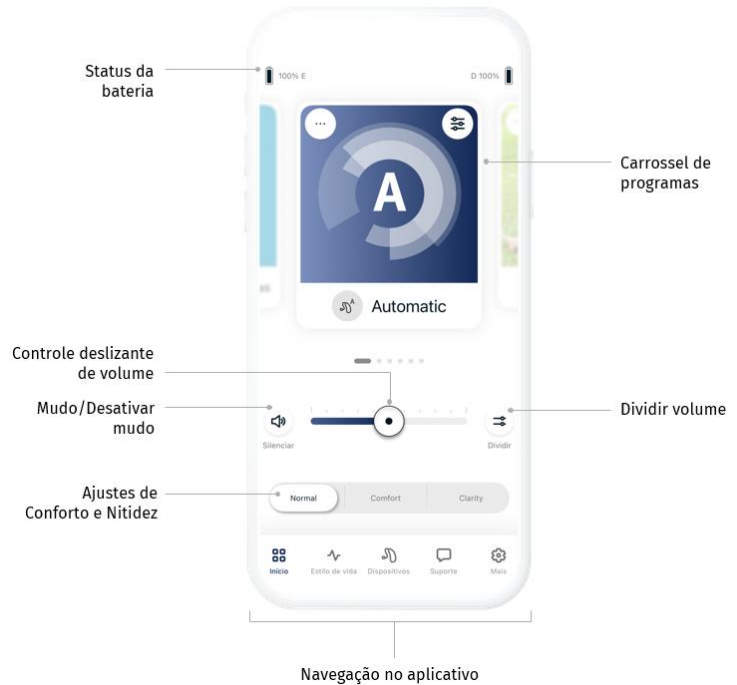 Status da
bateria
100% E
D 100%
A
Carrossel de
programas
A
Automatic
Controle deslizante
de volume
Mudo/Desativar
mudo
Silenciar
Dividir
Dividir volume
Ajustes de
Conforto e Nitidez
Normal
Comfort
Clarity
Início
Estilo de vida
Dispositivos
Suporte
Mais
Navegação no aplicativo